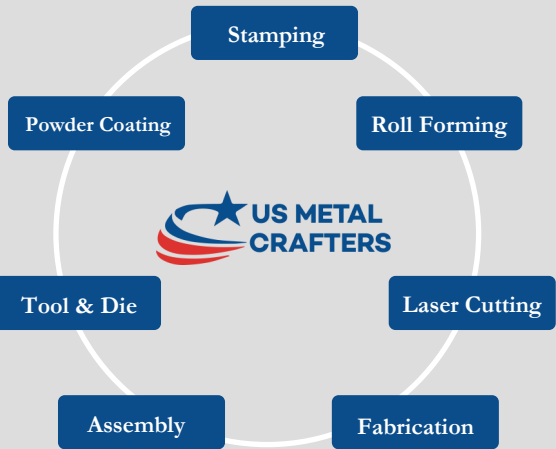 Stamping
Powder Coating
Roll Forming
US METAL
CRAFTERS
Tool & Die
Laser Cutting
Assembly
Fabrication